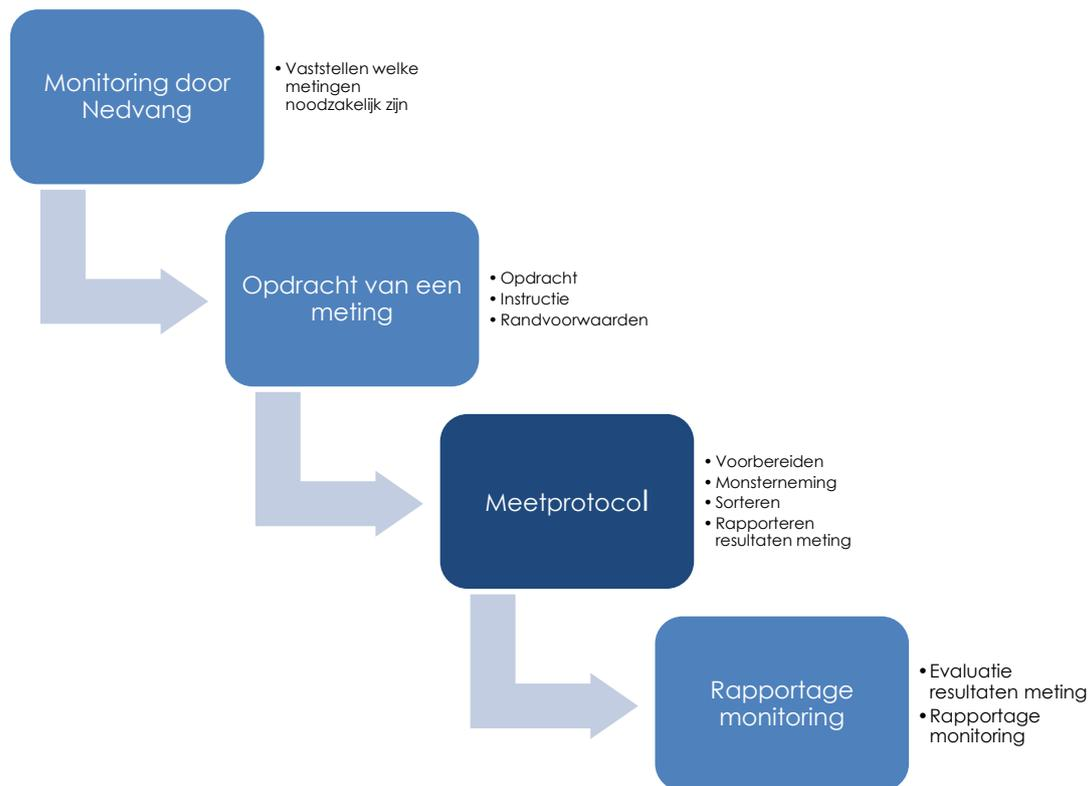 Monitoring door
Nedvang
• Vaststellen welke
metingen
noodzakelijk zijn
Opdracht van een
meting
• Opdracht
• Instructie
• Randvoorwaarden
Meetprotocol
• Voorbereiden
• Monsterneming
• Sorteren
• Rapporteren
resultaten meting
Rapportage
monitoring
• Evaluatie
resultaten meting
• Rapportage
monitoring